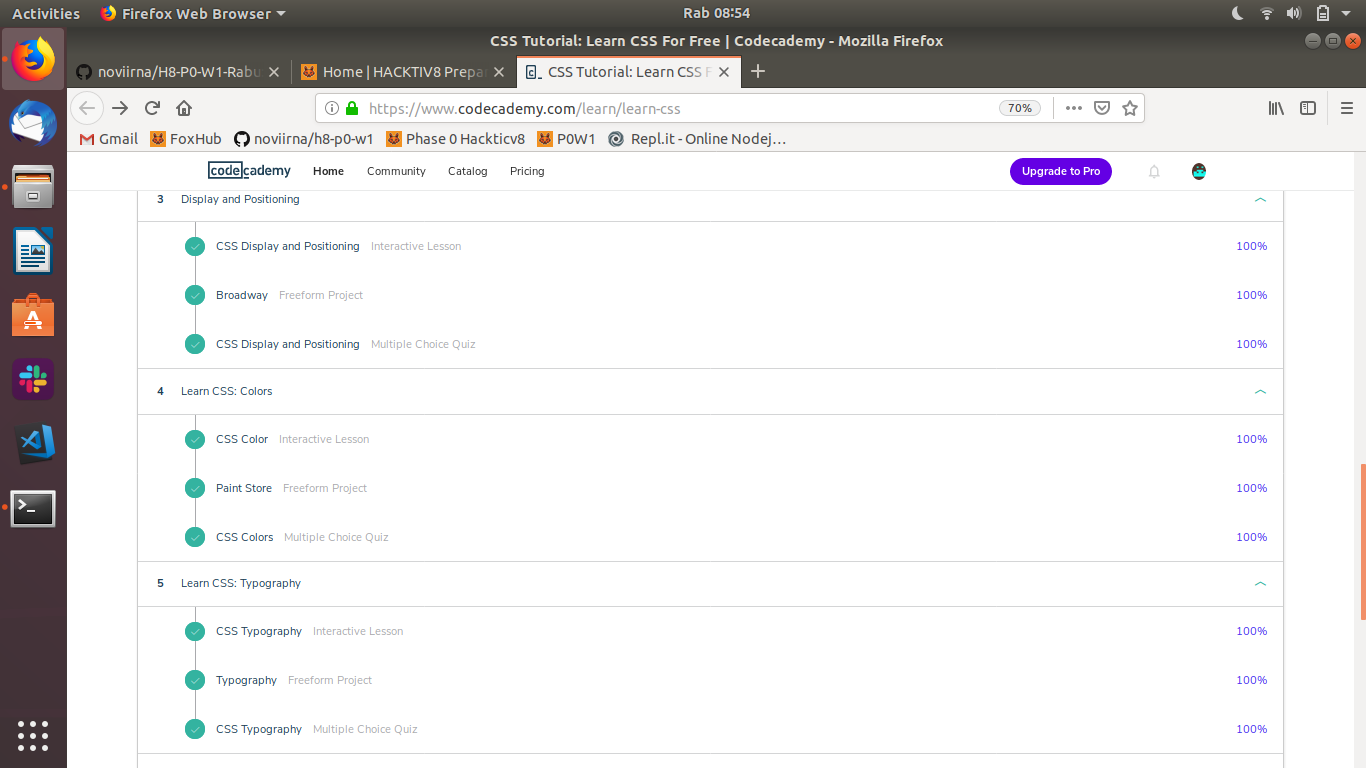 Activities Firefox Web Browser Rab 08:54
CSS Tutorial: Learn CSS For Free | Codecademy - Mozilla Firefox
noviirna/H8-P0-W1-Rabu Home | HACKTIV8 Prepar CSS Tutorial: Learn CSS F
https://www.codecademy.com/learn/learn-css 70%
Gmail FoxHub noviirna/h8-p0-w1 Phase 0 Hackticv8 P0W1 Repl.it - Online Nodej…
codecademy Home Community Catalog Pricing Upgrade to Pro
3 Display and Positioning
CSS Display and Positioning Interactive Lesson 100%
Broadway Freeform Project 100%
CSS Display and Positioning Multiple Choice Quiz 100%
4 Learn CSS: Colors
CSS Color Interactive Lesson 100%
Paint Store Freeform Project 100%
CSS Colors Multiple Choice Quiz 100%
5 Learn CSS: Typography
CSS Typography Interactive Lesson 100%
Typography Freeform Project 100%
CSS Typography Multiple Choice Quiz 100%